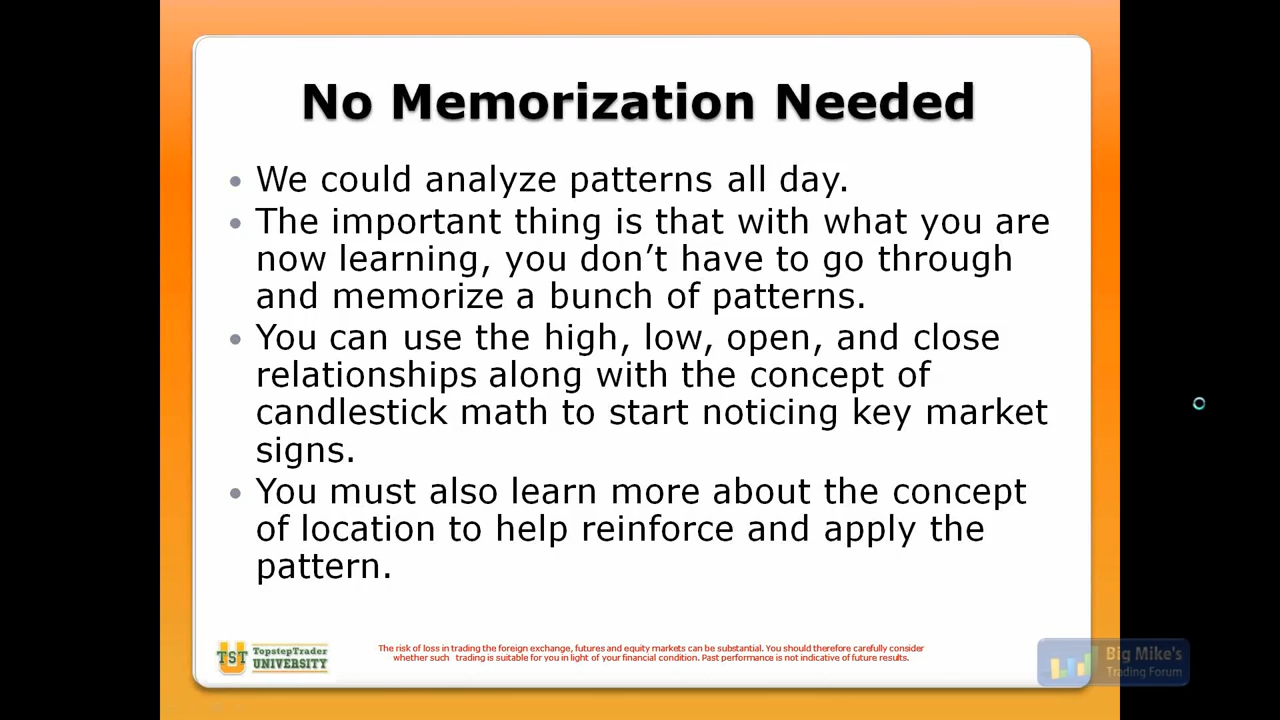 No Memorization Needed
We could analyze patterns all day.
The important thing is that with what you are
now learning, you don’t have to go through
and memorize a bunch of patterns.
You can use the high, low, open, and close
relationships along with the concept of
candlestick math to start noticing key market
signs.
You must also learn more about the concept
of location to help reinforce and apply the
pattern.
U
TST
TopstepTrader
UNIVERSITY
The risk of loss in trading the foreign exchange, futures and equity markets can be substantial. You should therefore carefully consider
whether such trading is suitable for you in light of your financial condition. Past performance is not indicative of future results.
Big Mike's
Trading Forum